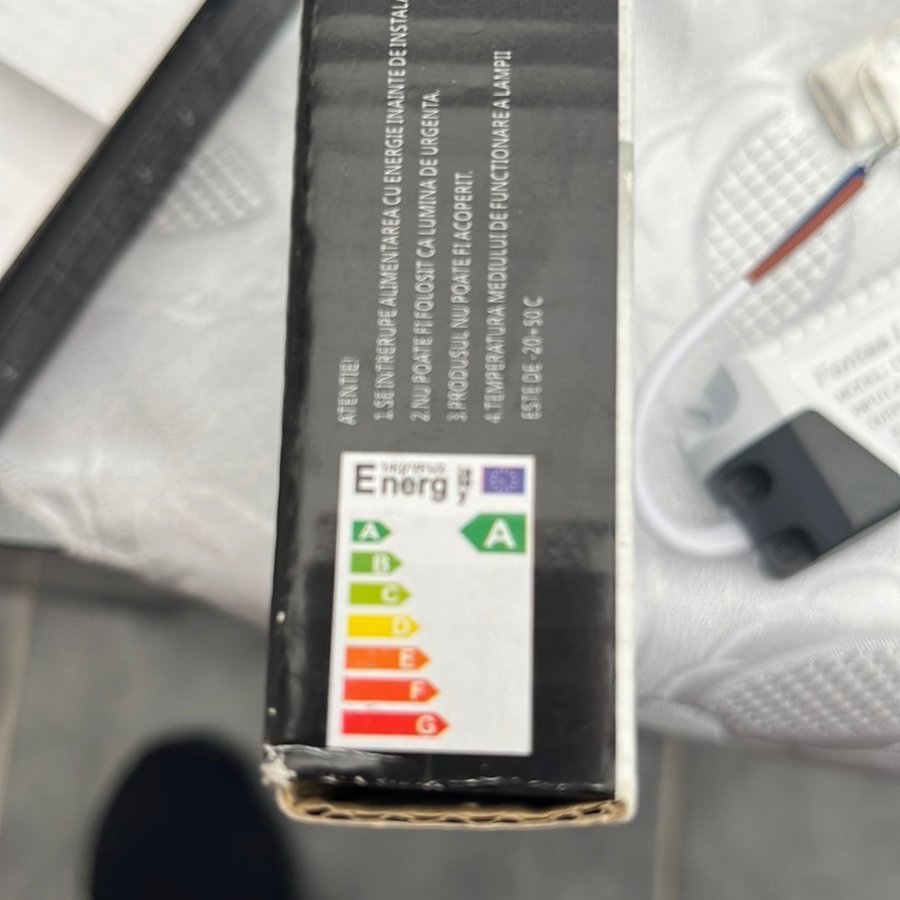 ATENTIE!
1.SE INTRERUPE ALIMENTAREA CU ENERGIE INAINTE DE
2.NU POATE FI FOLOSIT CA LUMINA DE URGENTA.
3.PRODUSUL NU POATE FI ACOPERIT.
4.TEMPERATURA MEDIULUI DE FUNCTIONARE A LAMPII
ESTE DE -20+50 C
Energ
A
A
B
C
D
E
F
G